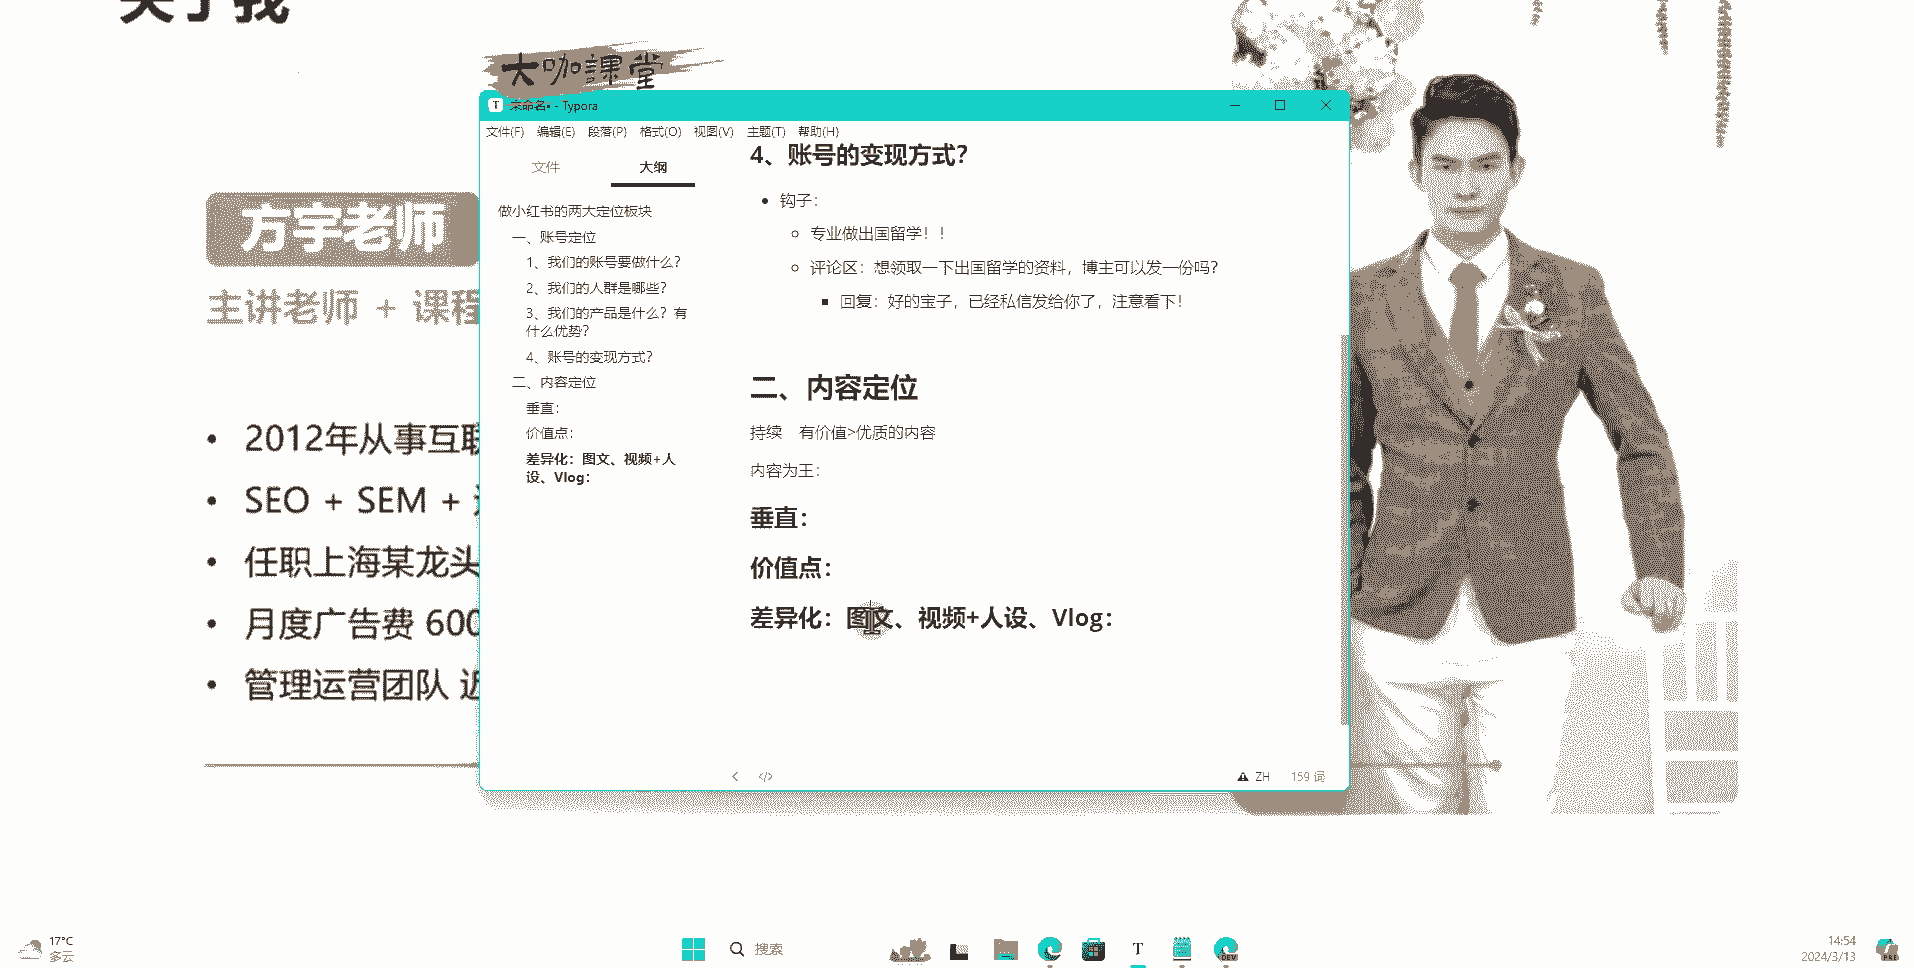 关于我
大咖課堂
未命名• - Typora
文件(F) 编辑(E) 段落(P) 格式(O) 视图(V) 主题(T) 帮助(H)
文件 大纲
做小红书的两大定位板块
一、账号定位
1、我们的账号要做什么？
2、我们的人群是哪些？
3、我们的产品是什么？有
什么优势？
4、账号的变现方式？
二、内容定位
垂直：
价值点：
差异化：图文、视频+人
设、Vlog：
4、账号的变现方式？
钩子：
专业做出国留学！！
评论区：想领取一下出国留学的资料，博主可以发一份吗？
回复：好的宝子，已经私信发给你了，注意看下！
二、内容定位
持续 有价值>优质的内容
内容为王：
垂直：
价值点：
差异化：图文、视频+人设、Vlog：
ZH 159 词
方宇老师
主讲老师 + 课程
2012年从事互联
SEO + SEM +
任职上海某龙头
月度广告费 600
管理运营团队 近
17°C
多云
搜索
T
DEV
14:54
2024/3/13
PRE